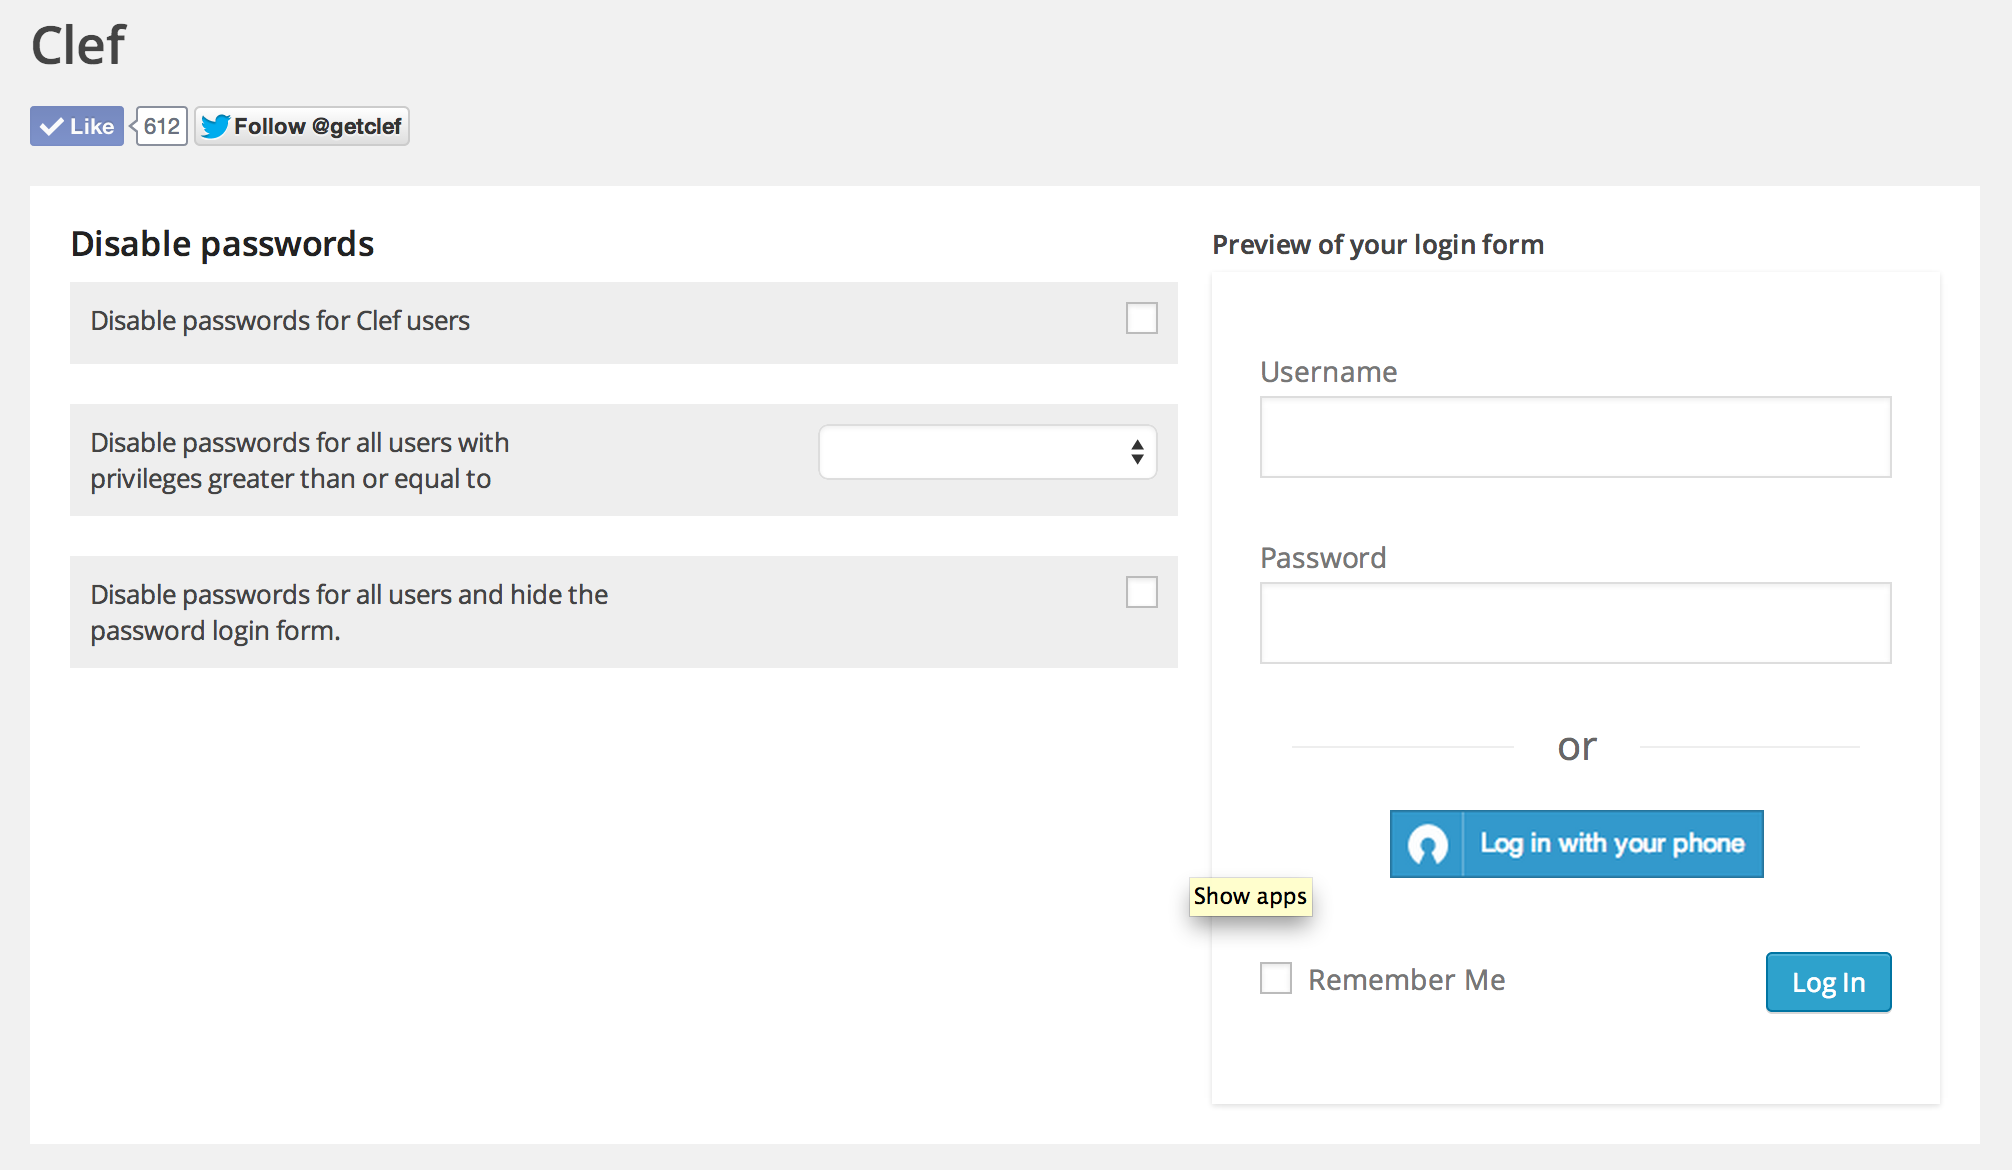 Clef
Like
612
Follow @getclef
Disable passwords
Disable passwords for Clef users
Disable passwords for all users with
privileges greater than or equal to
Disable passwords for all users and hide the
password login form.
Preview of your login form
Username
Password
or
Log in with your phone
Show apps
Remember Me
Log In